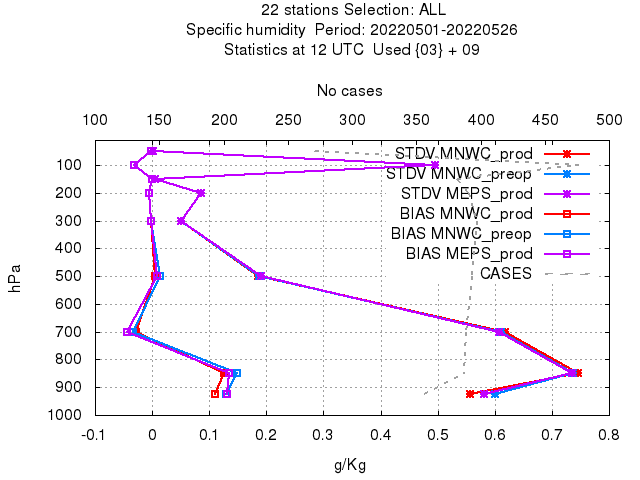 22 stations Selection: ALL
Specific humidity  Period: 20220501-20220526
Statistics at 12 UTC  Used {03} + 09
No cases
100 150 200 250 300 350 400 450 500
STDV MNWC_prod
STDV MNWC_preop
STDV MEPS_prod
BIAS MNWC_prod
BIAS MNWC_preop
BIAS MEPS_prod
CASES
hPa
100
200
300
400
500
600
700
800
900
1000
-0.1 0 0.1 0.2 0.3 0.4 0.5 0.6 0.7 0.8
g/Kg